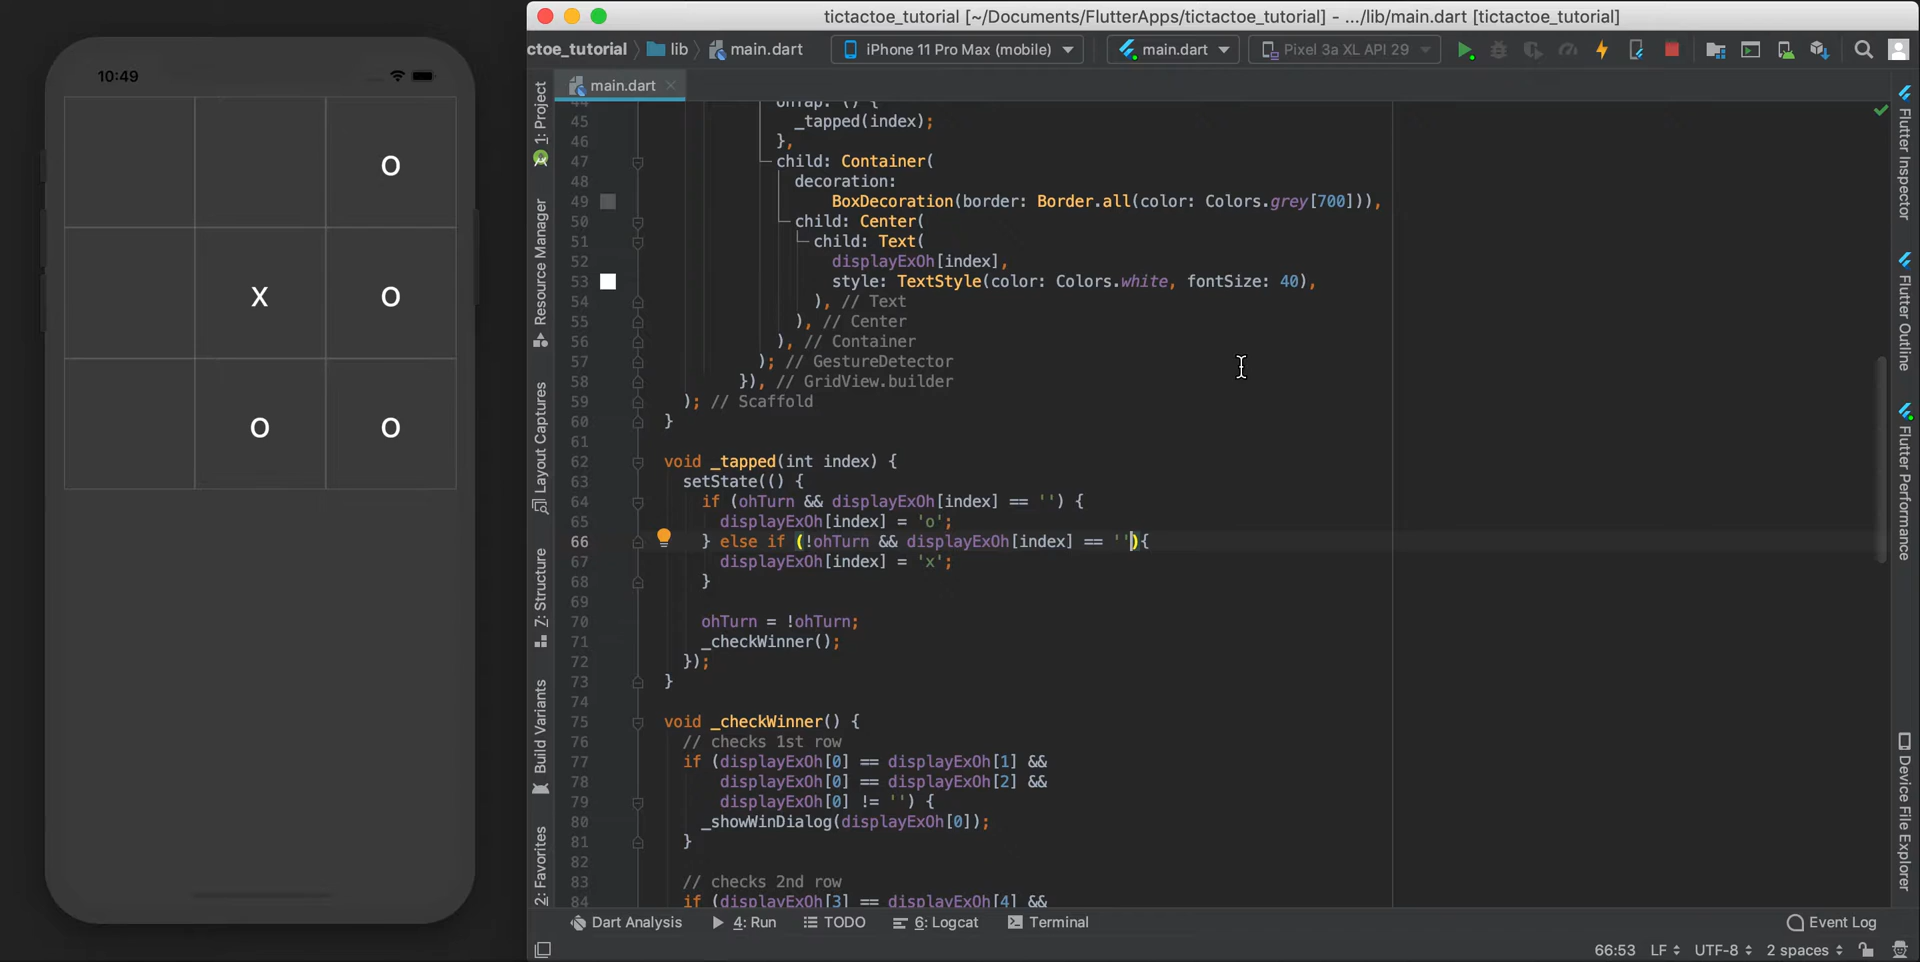 10:49
O
X
O
O
O
tictactoe_tutorial [~/Documents/FlutterApps/tictactoe_tutorial] - .../lib/main.dart [tictactoe_tutorial]
ctoe_tutorial
lib
main.dart
iPhone 11 Pro Max (mobile)
main.dart
Pixel 3a XL API 29
main.dart
1: Project
Resource Manager
Layout Captures
Z: Structure
Build Variants
2: Favorites
44 onTap: () {
45 _tapped(index);
46 },
47 child: Container(
48 decoration:
49 BoxDecoration(border: Border.all(color: Colors.grey[700])),
50 child: Center(
51 child: Text(
52 displayExOh[index],
53 style: TextStyle(color: Colors.white, fontSize: 40),
54 ), // Text
55 ), // Center
56 ), // Container
57 ); // GestureDetector
58 }), // GridView.builder
59 ); // Scaffold
60 }
61
62 void _tapped(int index) {
63 setState(() {
64 if (ohTurn && displayExOh[index] == '') {
65 displayExOh[index] = 'o';
66 } else if (!ohTurn && displayExOh[index] == ''){
67 displayExOh[index] = 'x';
68 }
69
70 ohTurn = !ohTurn;
71 _checkWinner();
72 });
73 }
74
75 void _checkWinner() {
76 // checks 1st row
77 if (displayExOh[0] == displayExOh[1] &&
78 displayExOh[0] == displayExOh[2] &&
79 displayExOh[0] != '') {
80 _showWinDialog(displayExOh[0]);
81 }
82
83 // checks 2nd row
84 if (displayExOh[3] == displayExOh[4] &&
Flutter Inspector
Flutter Outline
Flutter Performance
Device File Explorer
Dart Analysis
4: Run
TODO
6: Logcat
Terminal
Event Log
66:53
LF
UTF-8
2 spaces